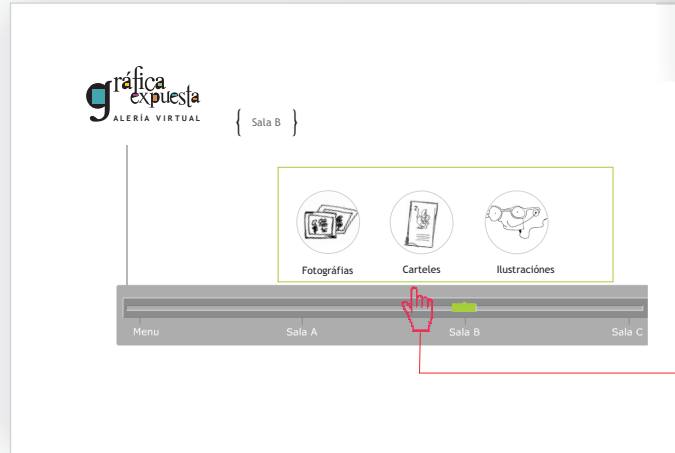 gráfica
expuesta
ALERÍA VIRTUAL
{ Sala B }
Fotográfias Carteles Ilustraciónes
Menu Sala A Sala B Sala C